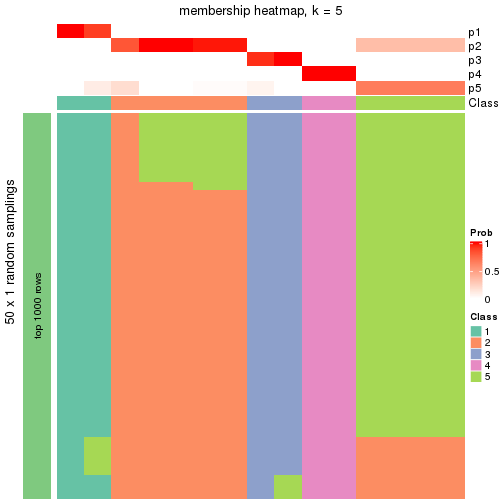 membership heatmap, k = 5
p1
p2
p3
p4
p5
Class
50 x 1 random samplings
top 1000 rows
Prob
1
0.5
0
Class
1
2
3
4
5